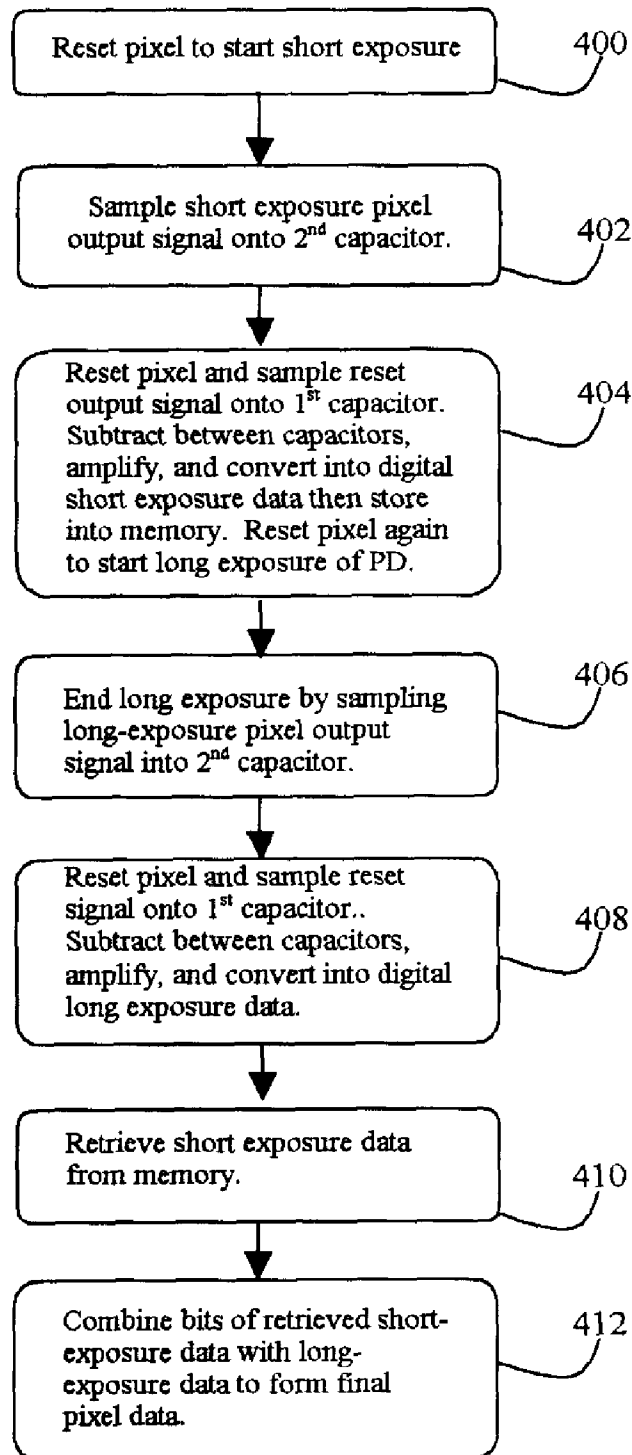 Reset pixel to start short exposure
400
Sample short exposure pixel
output signal onto 2nd capacitor.
402
Reset pixel and sample reset
output signal onto 1st capacitor.
Subtract between capacitors,
amplify, and convert into digital
short exposure data then store
into memory. Reset pixel again
to start long exposure of PD.
404
End long exposure by sampling
long-exposure pixel output
signal into 2nd capacitor.
406
Reset pixel and sample reset
signal onto 1st capacitor..
Subtract between capacitors,
amplify, and convert into digital
long exposure data.
408
Retrieve short exposure data
from memory.
410
Combine bits of retrieved short-
exposure data with long-
exposure data to form final
pixel data.
412